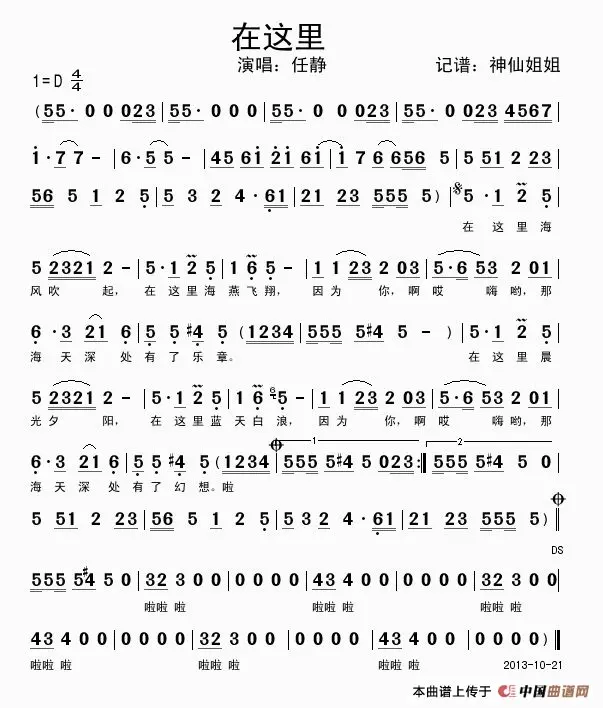 在这里
演唱：任静 记谱：神仙姐姐
1=D 4/4
(55· 0 0 023 | 55· 0 0 0 | 55· 0 0 023 | 55· 0 023 4567 |
1·77- | 6·55- | 45 61 21 61 | 1 7 6 656 5 | 5 51 2 23 |
56 5 1 2 5 | 5 3 2 4·61 | 21 23 555 5) | 5·1 2 5 |
在 这 里 海
5 2321 2 - | 5·1 2 5 | 1 6 5 - | 1 1 23 2 03 | 5·6 53 2 01 |
风吹 起，在这里海 燕飞翔， 因为 你，啊哎 嗨哟，那
6·3 21 6 | 5 5 #4 5 | (1234 | 555 5#4 5 - ) | 5·1 2 5 |
海 天深 处有了乐 章。 在这里晨
5 2321 2 - | 5·1 2 5 | 1 6 65 - | 1 1 23 2 03 | 5·6 53 2 01 |
光夕 阳， 在这里蓝 天白浪， 因为 你，啊哎 嗨哟，那
6·3 21 6 | 5 5 #4 5 (1234 | 1 555 5#4 5 023 :| 2 555 5#4 5 0 |
海 天深 处有了幻 想。啦
5 51 2 23 | 56 5 1 2 5 | 5 32 2 4·61 | 21 23 555 5) ||
DS
555 5#4 5 0 | 32 3 0 0 | 0 0 0 0 | 43 4 0 0 | 0 0 0 0 | 32 3 0 0 |
啦啦 啦 啦啦 啦 啦啦 啦
43 4 0 0 | 0 0 0 0 | 32 3 0 0 | 0 0 0 0 | 43 4 0 0 | 0 0 0 0 ||
啦啦 啦 啦啦 啦 啦啦 啦 2013-10-21
本曲谱上传于 中国曲谱网